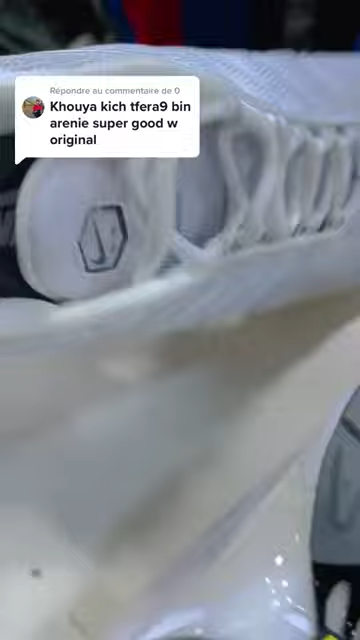 Répondre au commentaire de 0
Khouya kich tfera9 bin
arenie super good w
original